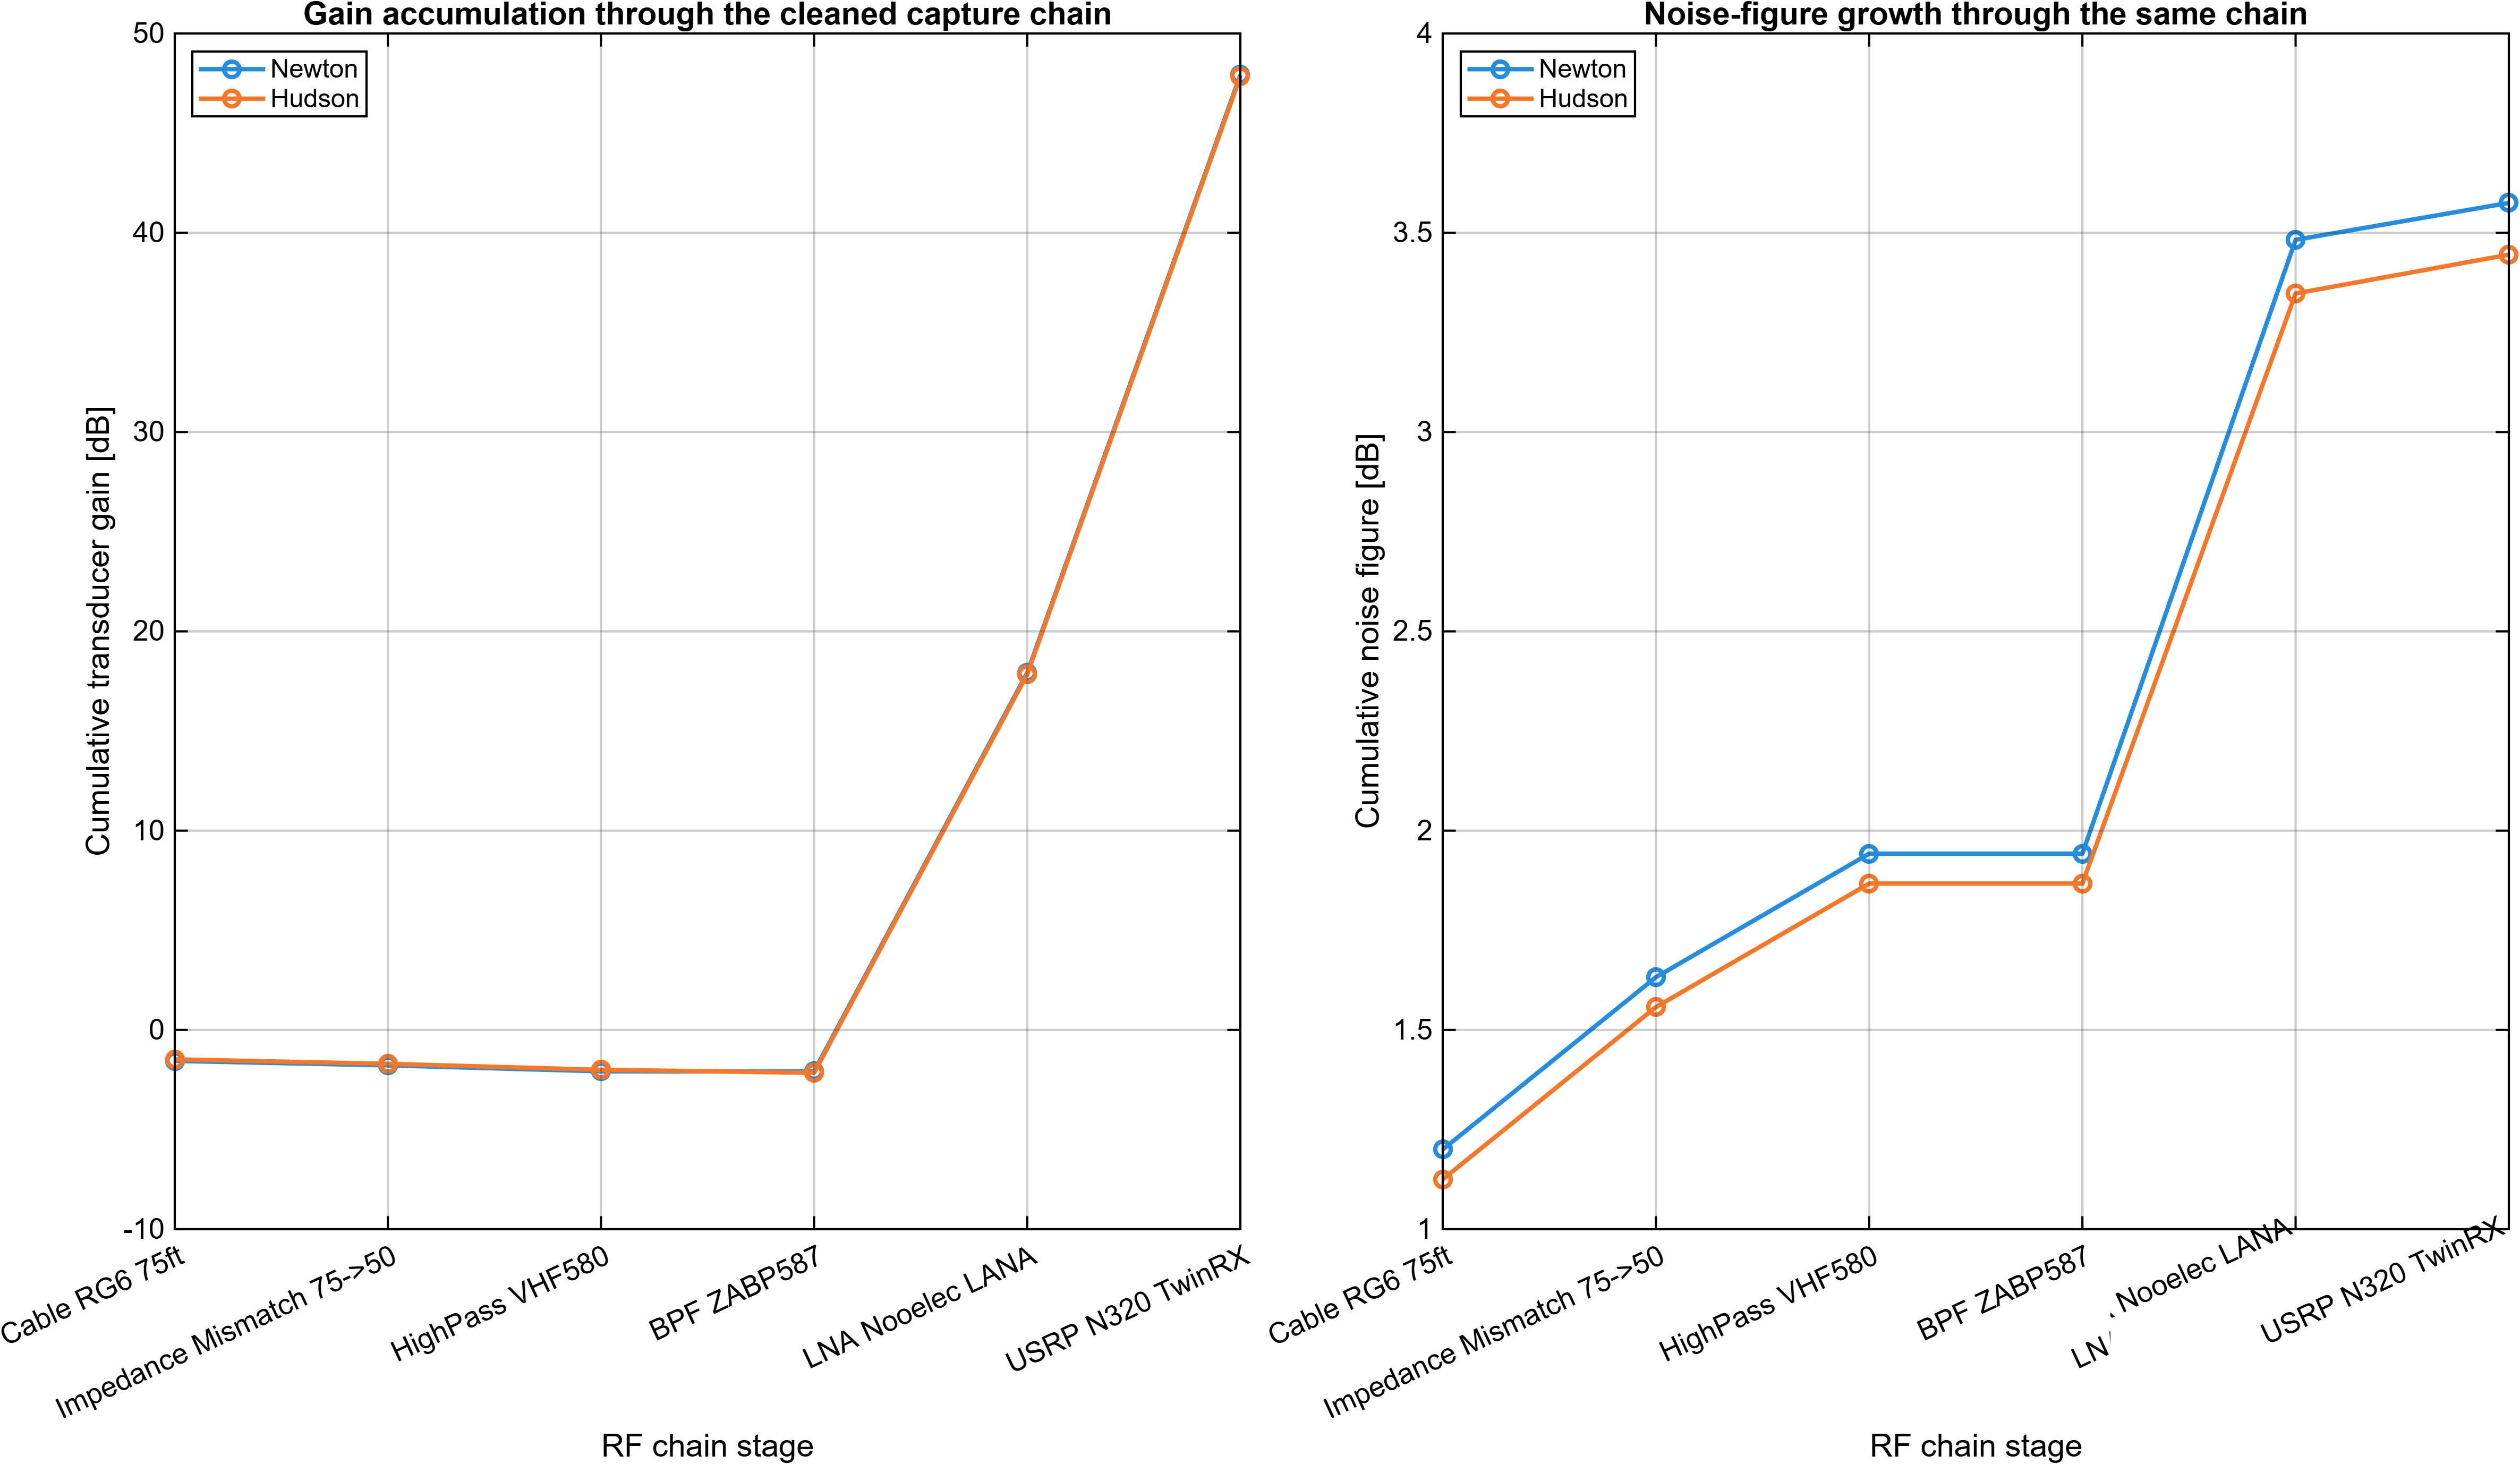 Gain accumulation through the cleaned capture chain
Newton
Hudson
Cumulative transducer gain [dB]
50
40
30
20
10
0
-10
Cable RG6 75ft
Impedance Mismatch 75->50
HighPass VHF580
BPF ZABP587
LNA Nooelec LANA
USRP N320 TwinRX
RF chain stage
Noise-figure growth through the same chain
Newton
Hudson
Cumulative noise figure [dB]
4
3.5
3
2.5
2
1.5
1
Cable RG6 75ft
Impedance Mismatch 75->50
HighPass VHF580
BPF ZABP587
Nooelec LANA
USRP N320 TwinRX
RF chain stage